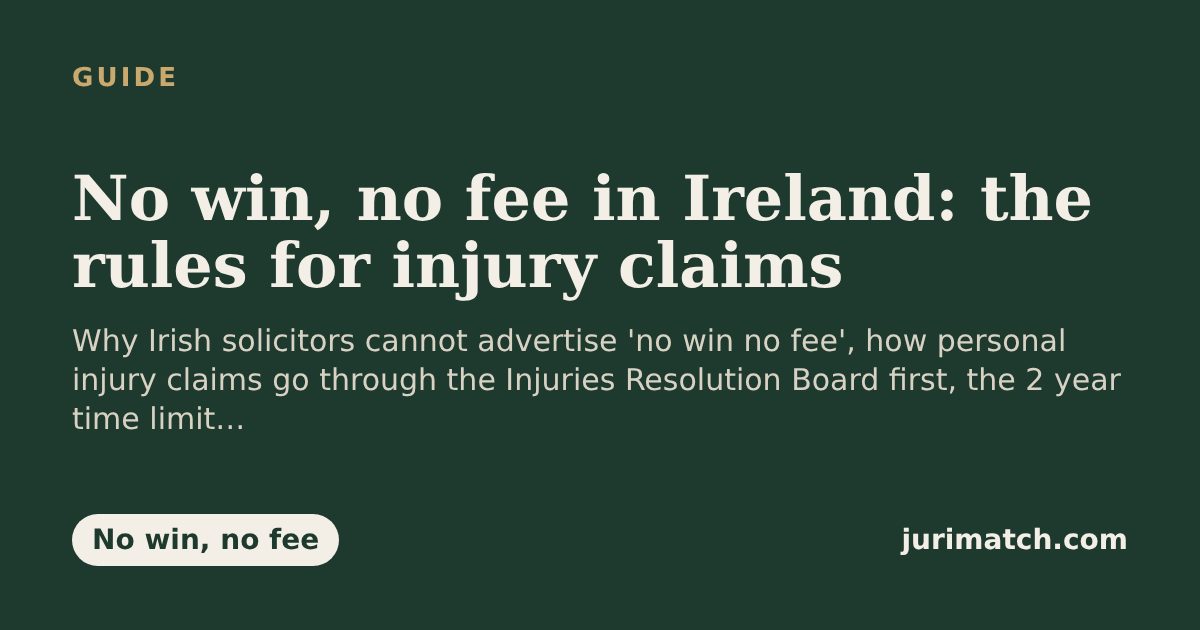 GUIDE
No win, no fee in Ireland: the
rules for injury claims
Why Irish solicitors cannot advertise 'no win no fee', how personal
injury claims go through the Injuries Resolution Board first, the 2 year
time limit...
No win, no fee
jurimatch.com